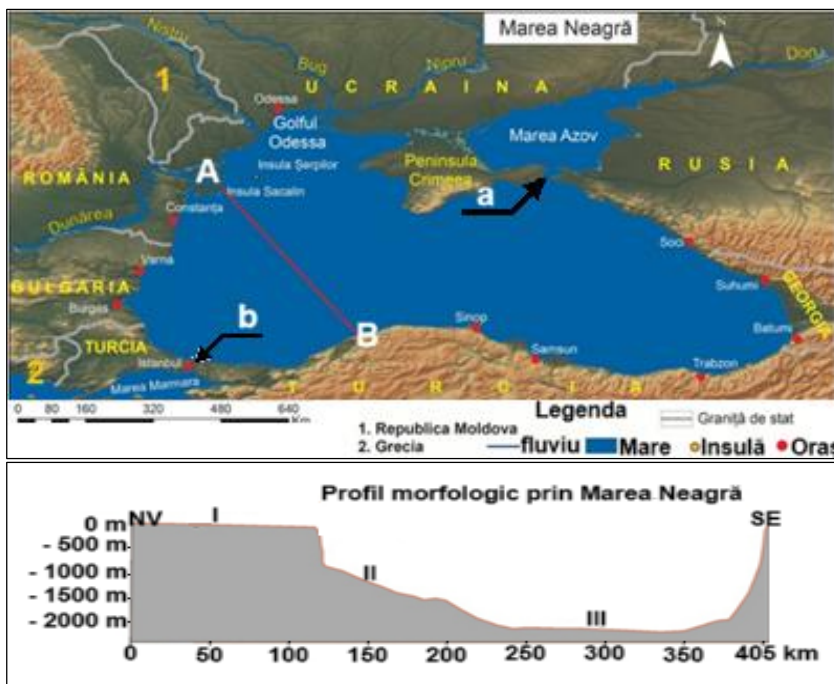 Marea Neagră
Nistru
1
Bug
Nipru
Donu
Odessa
U C R A I N A
Golful
Odessa
Marea Azov
Insula Șerpilor
Peninsula
Crimeea
R U S I A
A
ROMÂNIA
Insula Sacalin
a
Dunărea
Constanța
Soci
Varna
BULGARIA
Suhumi
GEORGIA
Burgas
b
B
Sinop
Batumi
TURCIA
Istanbul
Samsun
2
Marea Marmara
Trabzon
T U R C I A
0 80 160 320 480 640
Km
Legenda
Graniță de stat
1. Republica Moldova
2. Grecia
fluviu
Mare
Insulă
Oraș
Profil morfologic prin Marea Neagră
0 m
NV
I
SE
- 500 m
- 1000 m
II
- 1500 m
- 2000 m
III
0 50 100 150 200 250 300 350 405 km